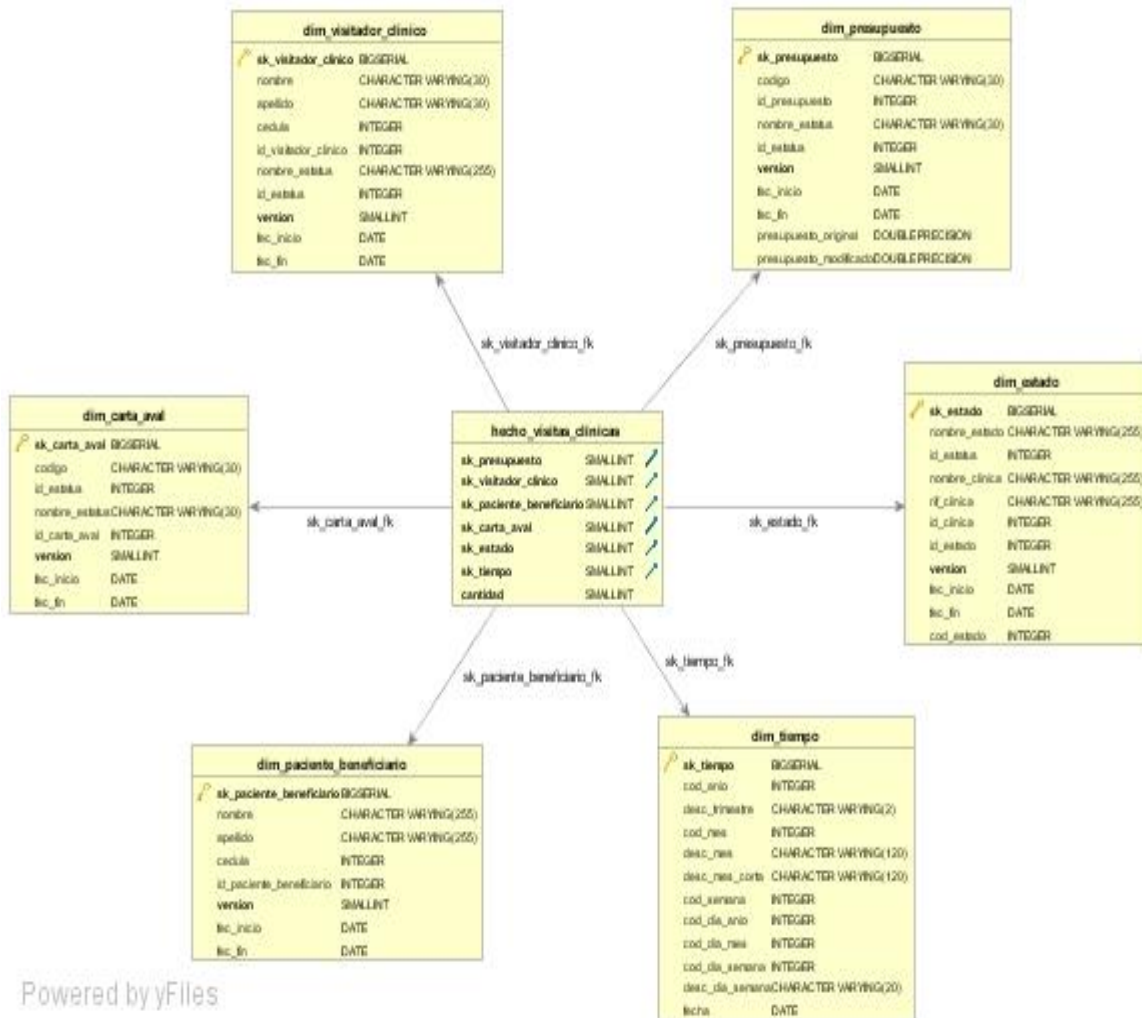 dim_visitador_clinico
sk_visitador_clinico BIGSERIAL
nombre CHARACTER VARYING(30)
apellido CHARACTER VARYING(30)
cedula INTEGER
id_visitador_clinico INTEGER
nombre_estatus CHARACTER VARYING(255)
id_estatus INTEGER
version SMALLINT
fec_inicio DATE
fec_fin DATE
dim_presupuesto
sk_presupuesto BIGSERIAL
codigo CHARACTER VARYING(30)
id_presupuesto INTEGER
nombre_estatus CHARACTER VARYING(30)
id_estatus INTEGER
version SMALLINT
fec_inicio DATE
fec_fin DATE
presupuesto_original DOUBLE PRECISION
presupuesto_modificado DOUBLE PRECISION
sk_visitador_clinico_fk
sk_presupuesto_fk
dim_carta_aval
sk_carta_aval BIGSERIAL
codigo CHARACTER VARYING(30)
id_estatus INTEGER
nombre_estatus CHARACTER VARYING(30)
id_carta_aval INTEGER
version SMALLINT
fec_inicio DATE
fec_fin DATE
sk_carta_aval_fk
hecho_visitas_clinicas
sk_presupuesto SMALLINT
sk_visitador_clinico SMALLINT
sk_paciente_beneficiario SMALLINT
sk_carta_aval SMALLINT
sk_estado SMALLINT
sk_tiempo SMALLINT
cantidad SMALLINT
sk_estado_fk
dim_estado
sk_estado BIGSERIAL
nombre_estado CHARACTER VARYING(255)
id_estatus INTEGER
nombre_clinica CHARACTER VARYING(255)
rif_clinica CHARACTER VARYING(255)
id_clinica INTEGER
id_estado INTEGER
version SMALLINT
fec_inicio DATE
fec_fin DATE
cod_estado INTEGER
sk_paciente_beneficiario_fk
sk_tiempo_fk
dim_paciente_beneficiario
sk_paciente_beneficiario BIGSERIAL
nombre CHARACTER VARYING(255)
apellido CHARACTER VARYING(255)
cedula INTEGER
id_paciente_beneficiario INTEGER
version SMALLINT
fec_inicio DATE
fec_fin DATE
dim_tiempo
sk_tiempo BIGSERIAL
cod_anio INTEGER
desc_trimestre CHARACTER VARYING(2)
cod_mes INTEGER
desc_mes CHARACTER VARYING(120)
desc_mes_corta CHARACTER VARYING(120)
cod_semana INTEGER
cod_dia_anio INTEGER
cod_dia_mes INTEGER
cod_dia_semana INTEGER
desc_dia_semana CHARACTER VARYING(20)
fecha DATE
Powered by yFiles